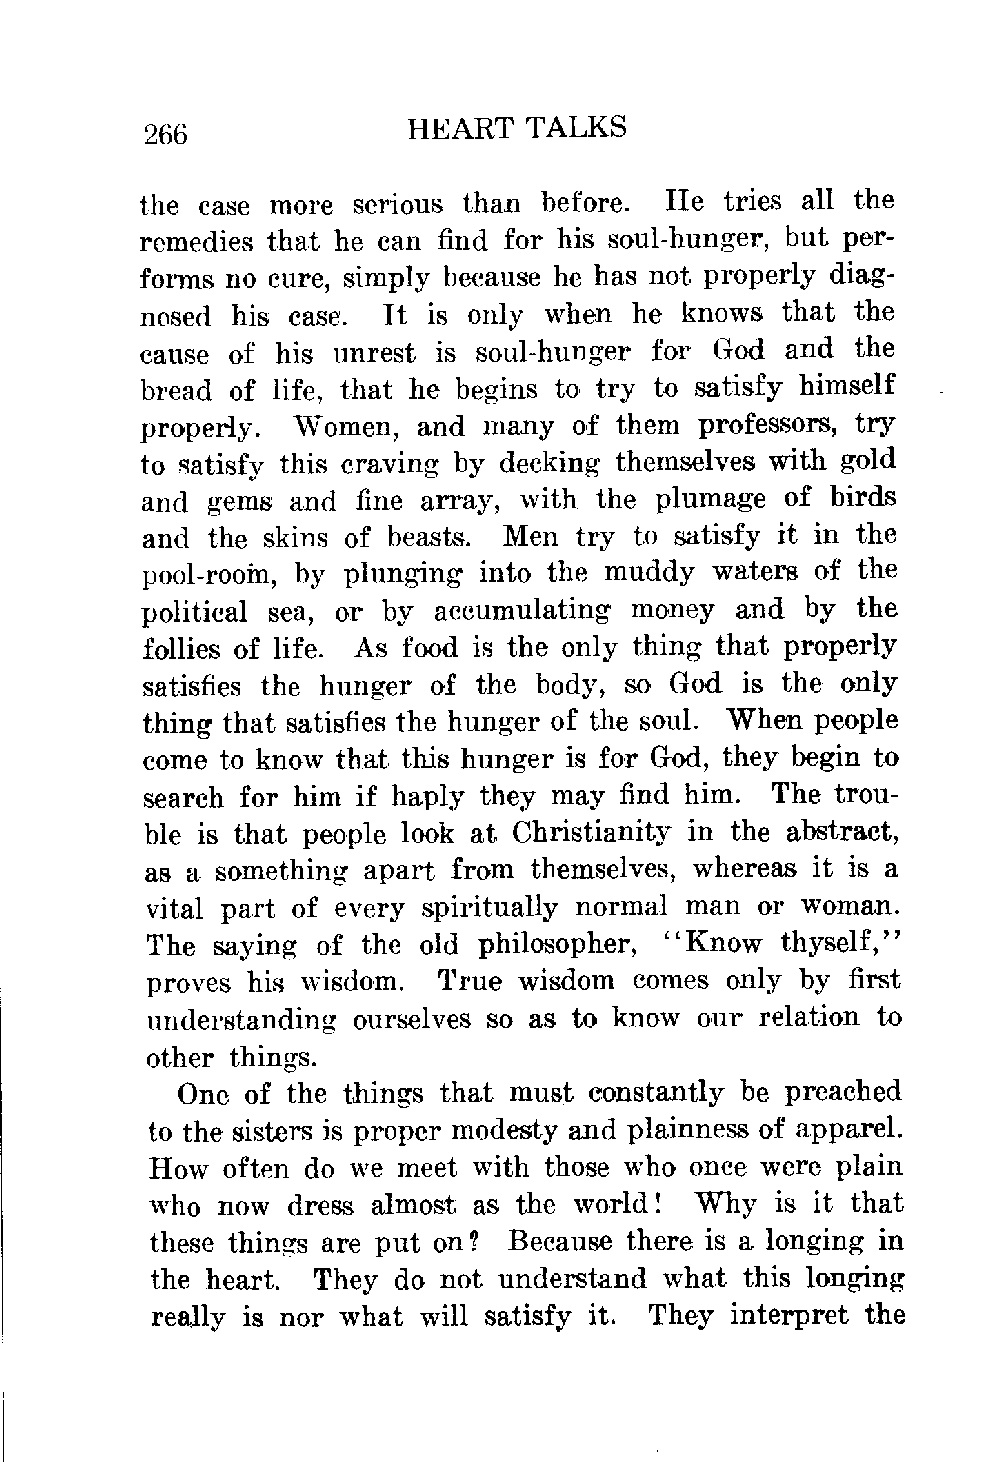 266 HEART TALKS
the case more serious than before. He tries all the
remedies that he can find for his soul-hunger, but per-
forms no cure, simply because he has not properly diag-
nosed his case. It is only when he knows that the
cause of his unrest is soul-hunger for God and the
bread of life, that he begins to try to satisfy himself
properly. Women, and many of them professors, try
to satisfy this craving by decking themselves with gold
and gems and fine array, with the plumage of birds
and the skins of beasts. Men try to satisfy it in the
pool-room, by plunging into the muddy waters of the
political sea, or by accumulating money and by the
follies of life. As food is the only thing that properly
satisfies the hunger of the body, so God is the only
thing that satisfies the hunger of the soul. When people
come to know that this hunger is for God, they begin to
search for him if haply they may find him. The trou-
ble is that people look at Christianity in the abstract,
as a something apart from themselves, whereas it is a
vital part of every spiritually normal man or woman.
The saying of the old philosopher, "Know thyself,"
proves his wisdom. True wisdom comes only by first
understanding ourselves so as to know our relation to
other things.
One of the things that must constantly be preached
to the sisters is proper modesty and plainness of apparel.
How often do we meet with those who once were plain
who now dress almost as the world! Why is it that
these things are put on? Because there is a longing in
the heart. They do not understand what this longing
really is nor what will satisfy it. They interpret the